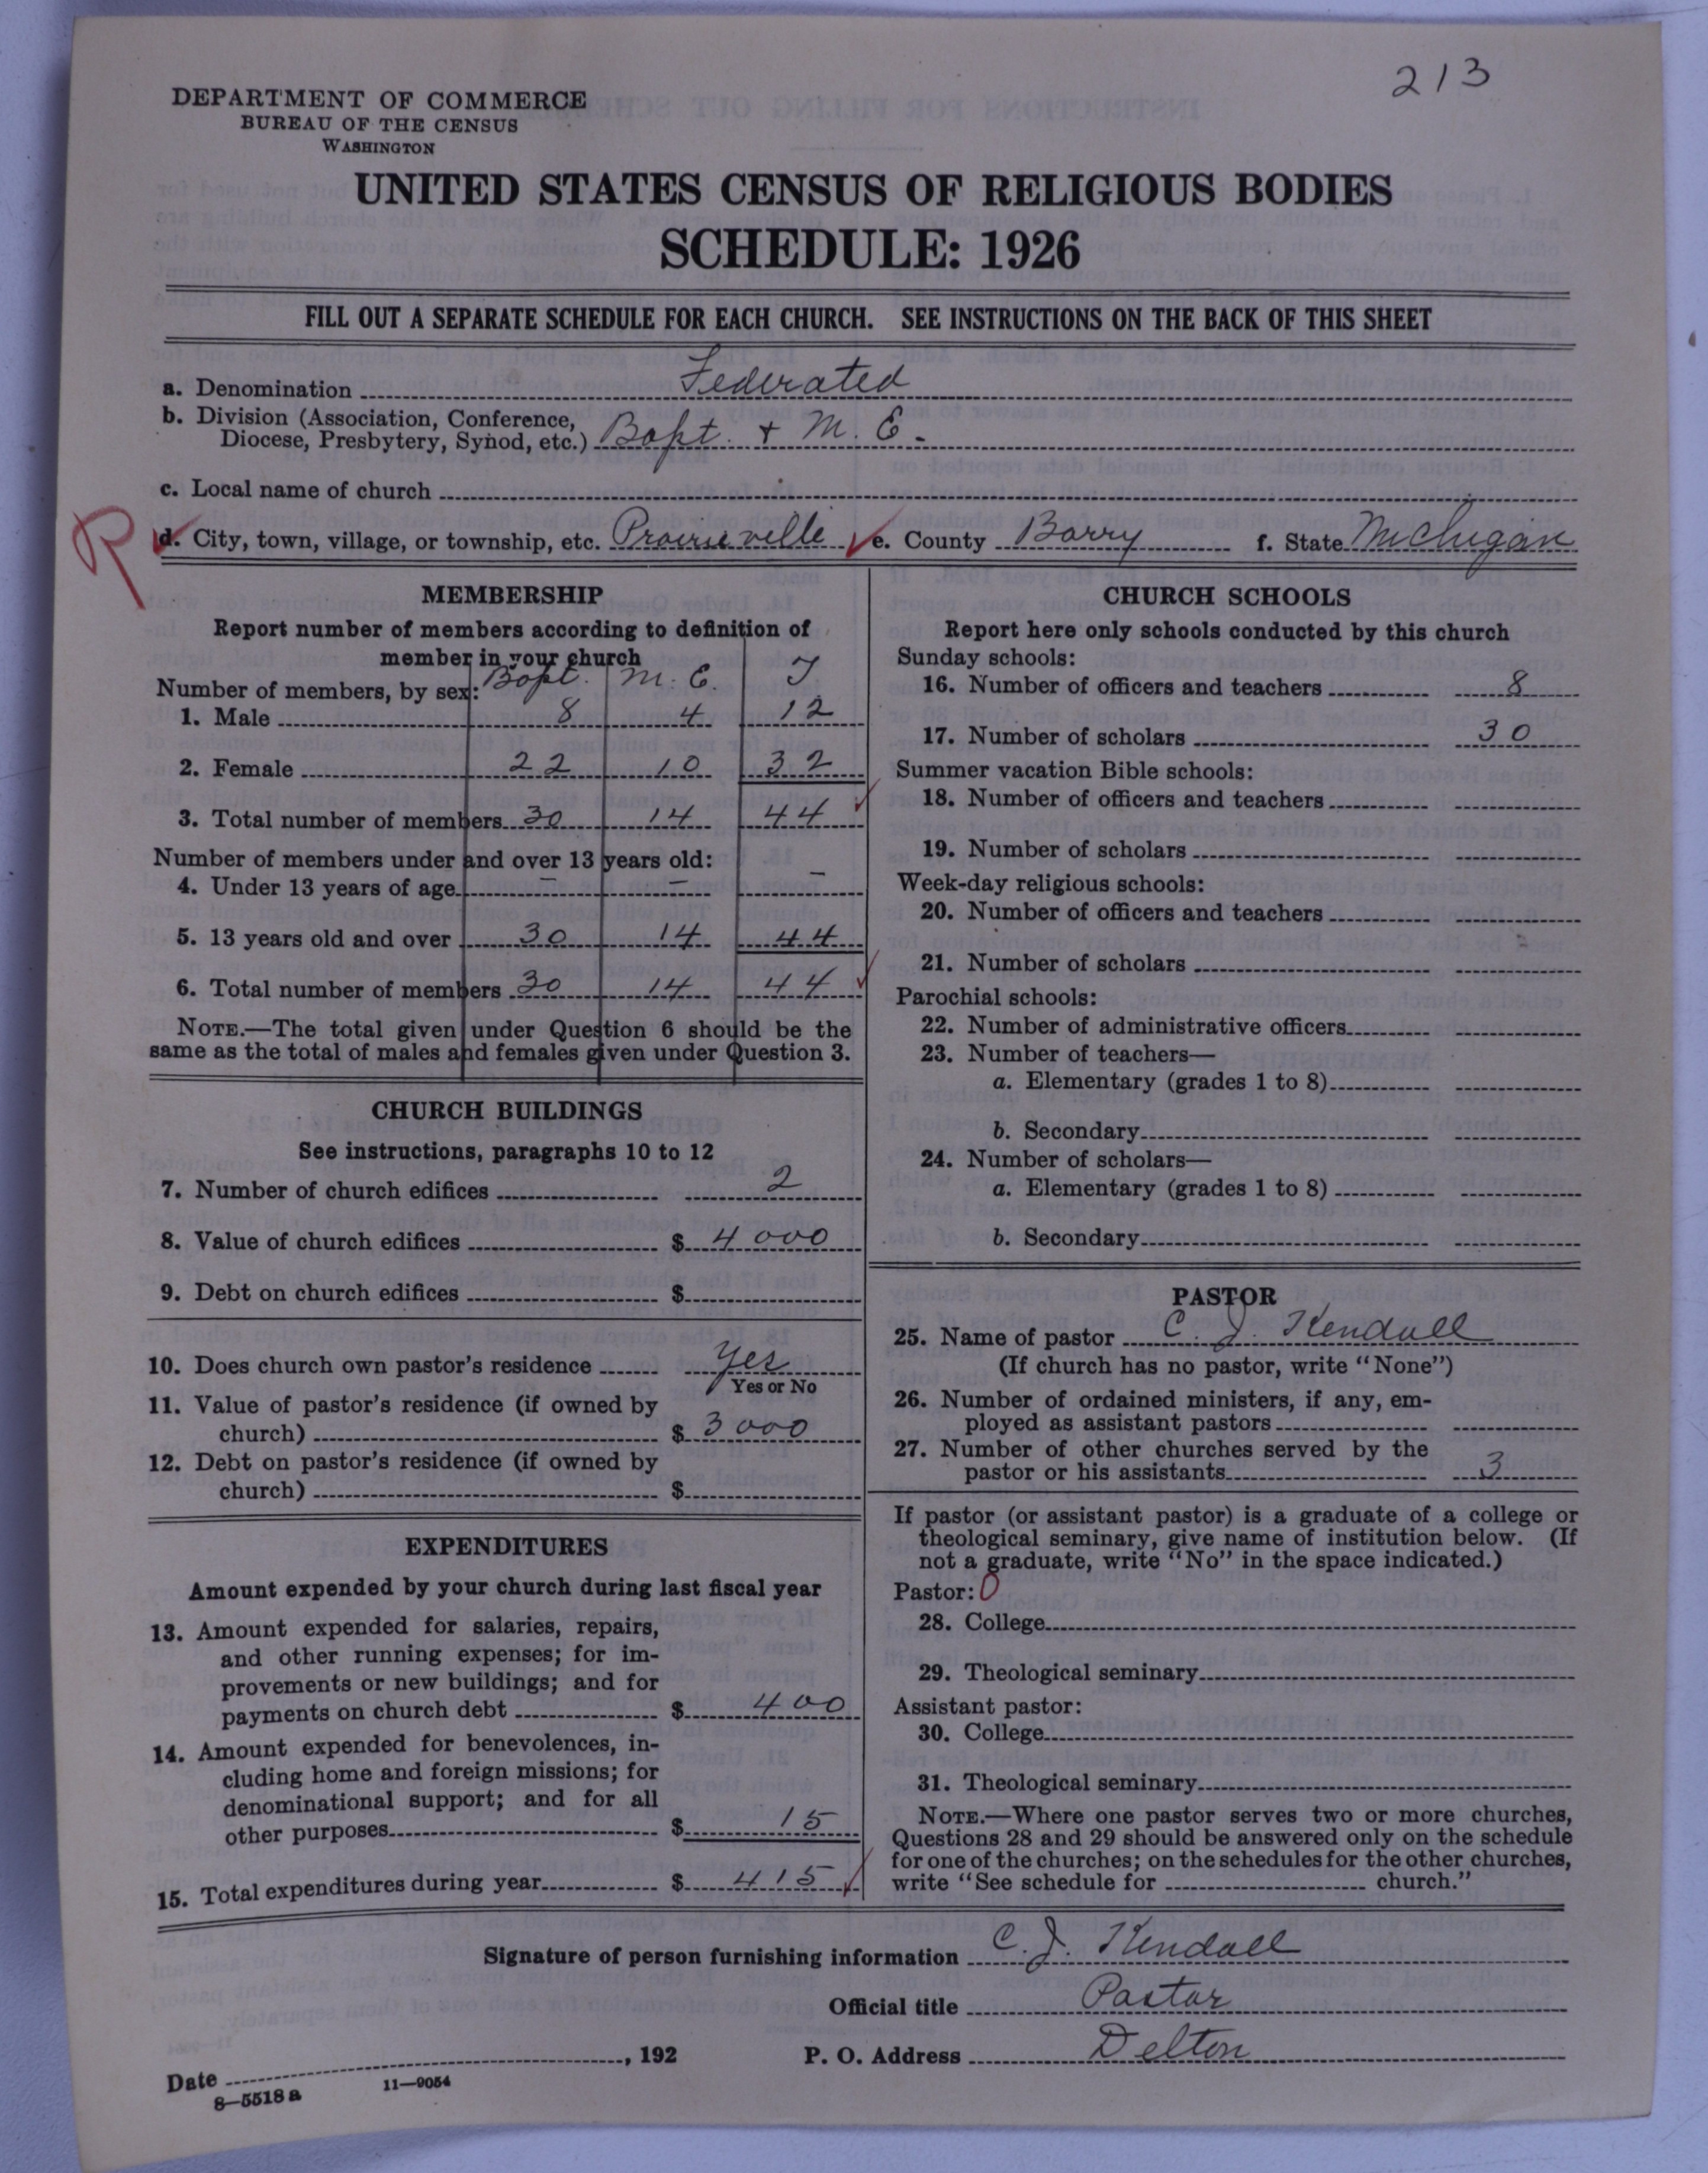 213
DEPARTMENT OF COMMERCE
BUREAU OF THE CENSUS
WASHINGTON
UNITED STATES CENSUS OF RELIGIOUS BODIES
SCHEDULE: 1926
FILL OUT A SEPARATE SCHEDULE FOR EACH CHURCH. SEE INSTRUCTIONS ON THE BACK OF THIS SHEET
a. Denomination Federated
b. Division (Association, Conference,
Diocese, Presbytery, Synod, etc.) Bapt. + M. E.
c. Local name of church
R d. City, town, village, or township, etc. Prairieville e. County Barry f. State Michigan
MEMBERSHIP
Report number of members according to definition of
member in your church
Number of members, by sex: Bapt. M. E. T
1. Male 8 4 12
2. Female 22 10 32
3. Total number of members 30 14 44
Number of members under and over 13 years old:
4. Under 13 years of age – – –
5. 13 years old and over 30 14 44
6. Total number of members 30 14 44
NOTE.—The total given under Question 6 should be the
same as the total of males and females given under Question 3.
CHURCH BUILDINGS
See instructions, paragraphs 10 to 12
7. Number of church edifices 2
8. Value of church edifices $ 4000
9. Debt on church edifices $
10. Does church own pastor's residence Yes
Yes or No
11. Value of pastor's residence (if owned by
church) $ 3000
12. Debt on pastor's residence (if owned by
church) $
EXPENDITURES
Amount expended by your church during last fiscal year
13. Amount expended for salaries, repairs,
and other running expenses; for im-
provements or new buildings; and for
payments on church debt $ 400
14. Amount expended for benevolences, in-
cluding home and foreign missions; for
denominational support; and for all
other purposes $ 15
15. Total expenditures during year $ 415
CHURCH SCHOOLS
Report here only schools conducted by this church
Sunday schools:
16. Number of officers and teachers 8
17. Number of scholars 30
Summer vacation Bible schools:
18. Number of officers and teachers
19. Number of scholars
Week-day religious schools:
20. Number of officers and teachers
21. Number of scholars
Parochial schools:
22. Number of administrative officers
23. Number of teachers—
a. Elementary (grades 1 to 8)
b. Secondary
24. Number of scholars—
a. Elementary (grades 1 to 8)
b. Secondary
PASTOR
25. Name of pastor C. J. Kendall
(If church has no pastor, write "None")
26. Number of ordained ministers, if any, em-
ployed as assistant pastors
27. Number of other churches served by the
pastor or his assistants 3
If pastor (or assistant pastor) is a graduate of a college or
theological seminary, give name of institution below. (If
not a graduate, write "No" in the space indicated.)
Pastor: 0
28. College
29. Theological seminary
Assistant pastor:
30. College
31. Theological seminary
NOTE.—Where one pastor serves two or more churches,
Questions 28 and 29 should be answered only on the schedule
for one of the churches; on the schedules for the other churches,
write "See schedule for church."
Signature of person furnishing information C. J. Kendall
Official title Pastor
Date , 192 P. O. Address Delton
8—5518 a 11—9054